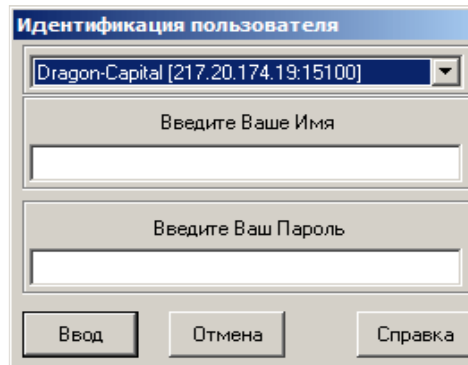 Идентификация пользователя
Dragon-Capital [217.20.174.19:15100]
Введите Ваше Имя
Введите Ваш Пароль
Ввод Отмена Справка